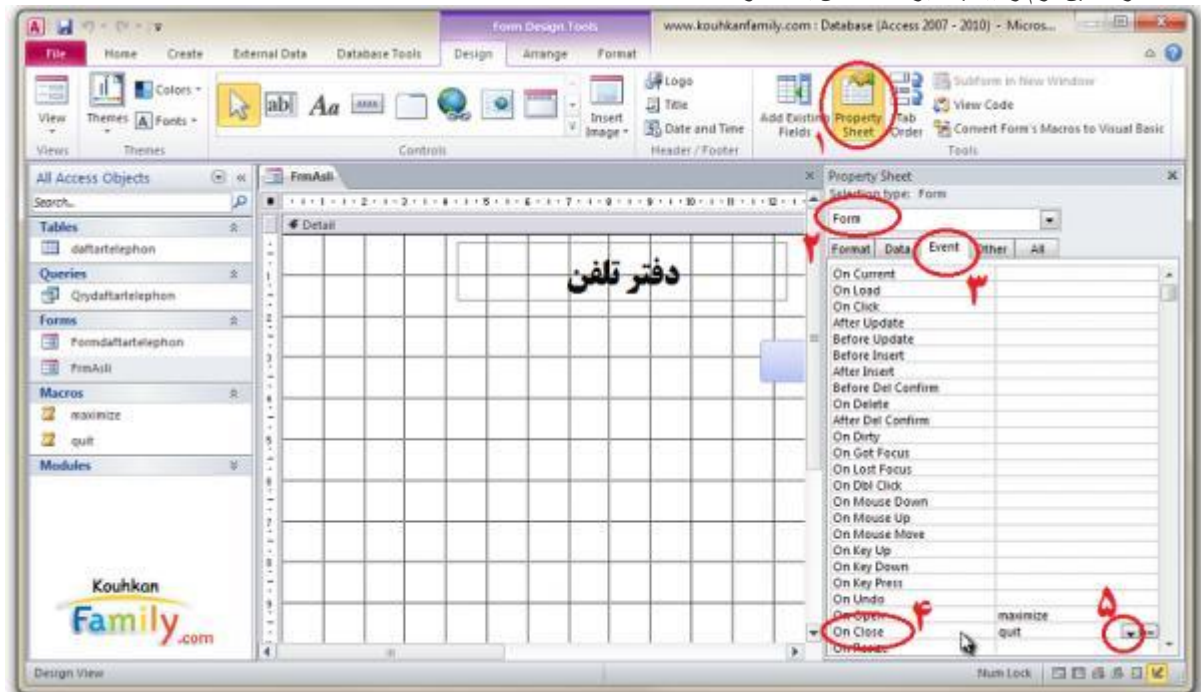 Form Design Tools
www.kouhkanfamily.com : Database (Access 2007 - 2010) - Micros...
File Home Create External Data Database Tools Design Arrange Format
View
Themes
Colors
Fonts
Aa
Insert Image
Logo
Title
Date and Time
Add Existing Fields
Property Sheet
Tab Order
Subform in New Window
View Code
Convert Form's Macros to Visual Basic
Views Themes Controls Header / Footer Tools
۱
All Access Objects
Search...
Tables
daftartelephon
Queries
Qrydaftartelephon
Forms
Formdaftartelephon
FrmAsli
Macros
maximize
quit
Modules
Kouhkan
Family.com
FrmAsli
Detail
دفتر تلفن
Property Sheet
Selection type: Form
Form
۲
Format Data Event Other All
۳
On Current
On Load
On Click
After Update
Before Update
Before Insert
After Insert
Before Del Confirm
On Delete
After Del Confirm
On Dirty
On Got Focus
On Lost Focus
On Dbl Click
On Mouse Down
On Mouse Up
On Mouse Move
On Key Up
On Key Down
On Key Press
On Undo
On Open maximize
On Close quit
On Resize
۴
۵
Design View
Num Lock